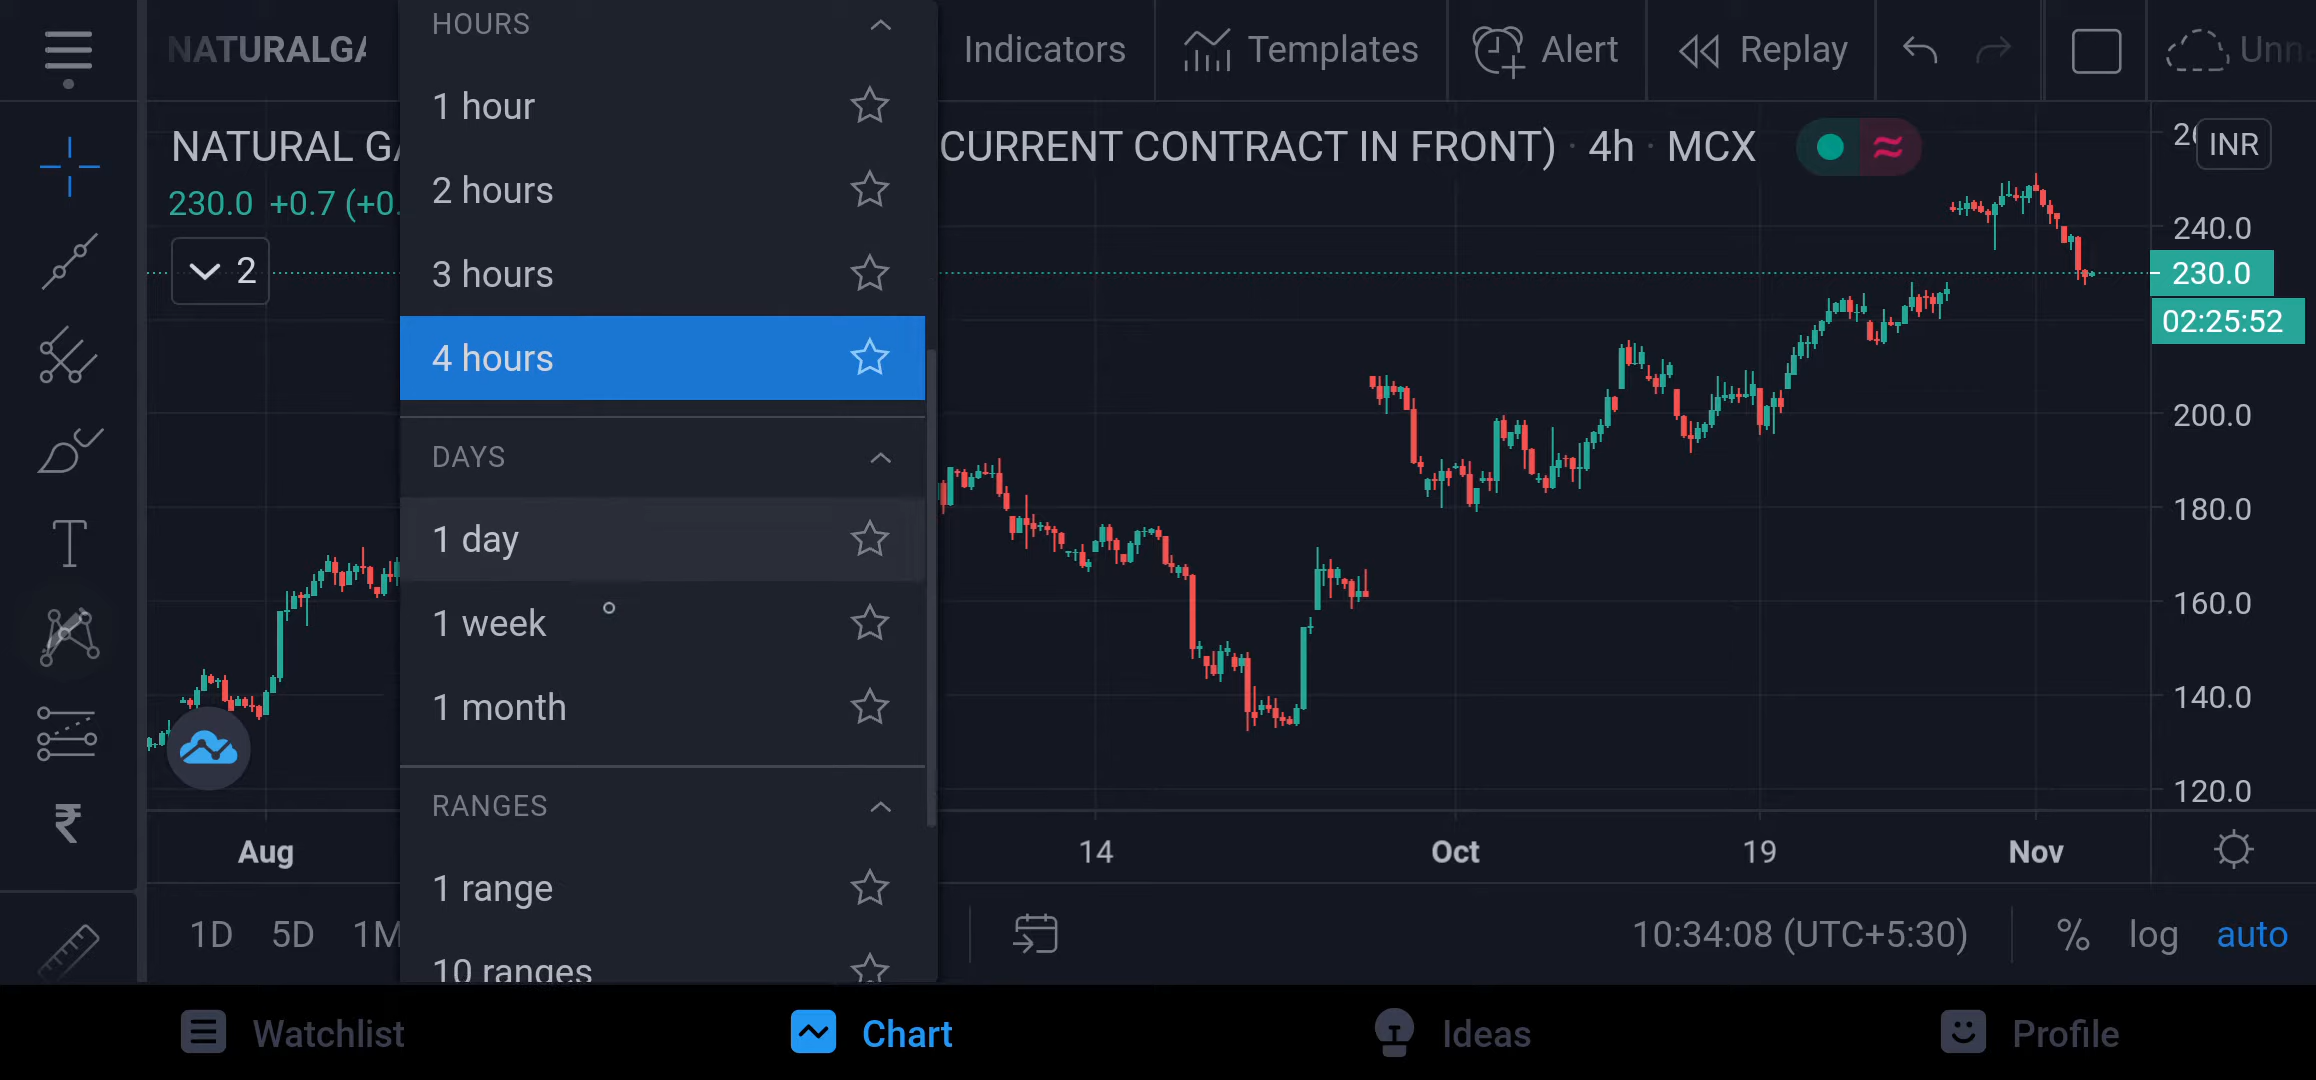 NATURALGA
HOURS
Indicators
Templates
Alert
Replay
Unn
1 hour
NATURAL GA
CURRENT CONTRACT IN FRONT) · 4h · MCX
INR
230.0 +0.7 (+0.
2 hours
2
3 hours
4 hours
DAYS
1 day
1 week
1 month
RANGES
1 range
10 ranges
240.0
230.0
02:25:52
200.0
180.0
160.0
140.0
120.0
Aug
14
Oct
19
Nov
1D 5D 1M
10:34:08 (UTC+5:30)
% log auto
₹
Watchlist
Chart
Ideas
Profile